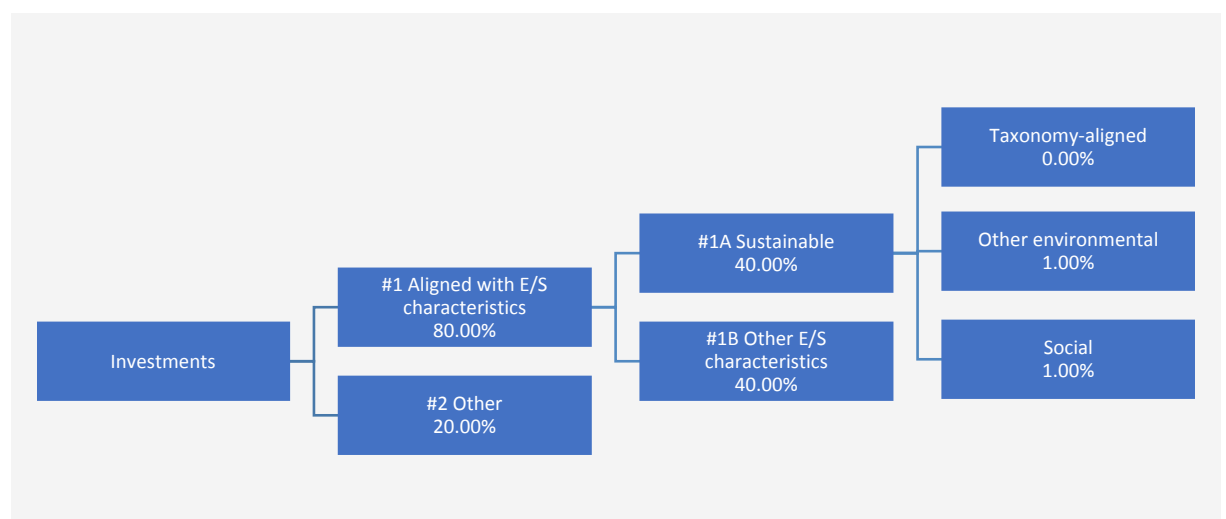 Investments
#1 Aligned with E/S
characteristics
80.00%
#2 Other
20.00%
#1A Sustainable
40.00%
#1B Other E/S
characteristics
40.00%
Taxonomy-aligned
0.00%
Other environmental
1.00%
Social
1.00%